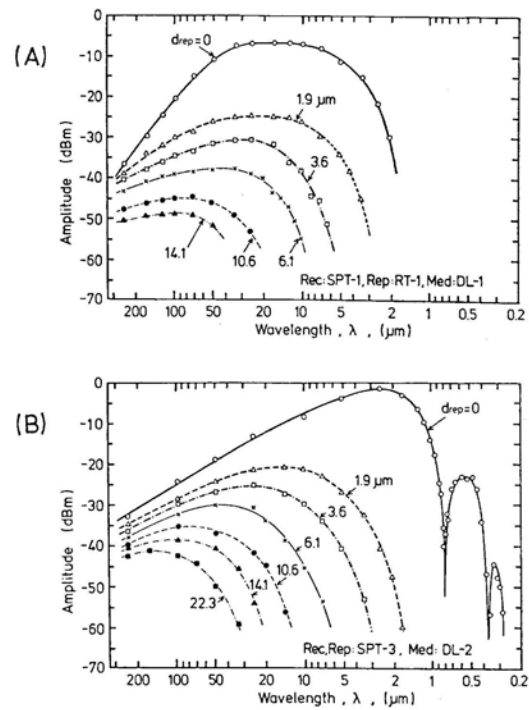 (A)
Amplitude (dBm)
0
-10
-20
-30
-40
-50
-60
-70
d_rep=0
1.9 μm
3.6
6.1
10.6
14.1
Rec:SPT-1, Rep:RT-1, Med:DL-1
200 100 50 20 10 5 2 1 0.5 0.2
Wavelength, λ, (μm)
(B)
Amplitude (dBm)
0
-10
-20
-30
-40
-50
-60
-70
d_rep=0
1.9 μm
3.6
6.1
10.6
14.1
22.3
Rec,Rep: SPT-3, Med: DL-2
200 100 50 20 10 5 2 1 0.5 0.2
Wavelength, λ, (μm)